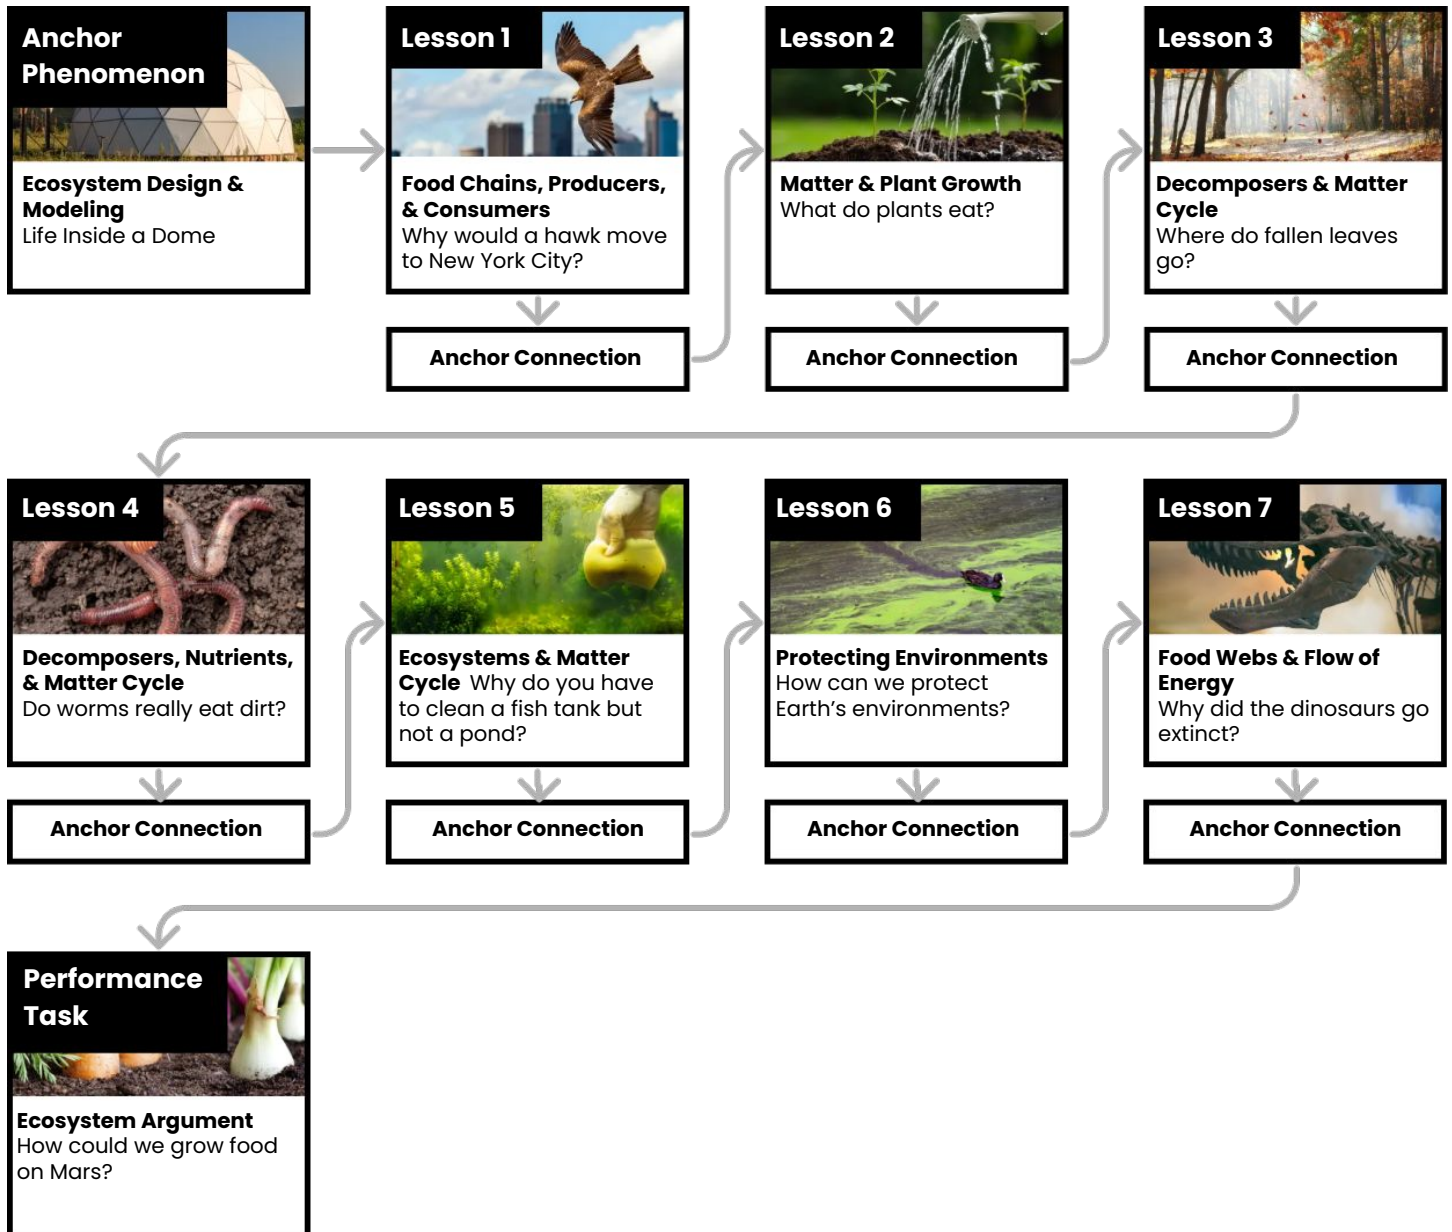 Anchor
Phenomenon
Ecosystem Design &
Modeling
Life Inside a Dome
Lesson 1
Food Chains, Producers,
& Consumers
Why would a hawk move
to New York City?
Anchor Connection
Lesson 2
Matter & Plant Growth
What do plants eat?
Anchor Connection
Lesson 3
Decomposers & Matter
Cycle
Where do fallen leaves
go?
Anchor Connection
Lesson 4
Decomposers, Nutrients,
& Matter Cycle
Do worms really eat dirt?
Anchor Connection
Lesson 5
Ecosystems & Matter
Cycle Why do you have
to clean a fish tank but
not a pond?
Anchor Connection
Lesson 6
Protecting Environments
How can we protect
Earth’s environments?
Anchor Connection
Lesson 7
Food Webs & Flow of
Energy
Why did the dinosaurs go
extinct?
Anchor Connection
Performance
Task
Ecosystem Argument
How could we grow food
on Mars?